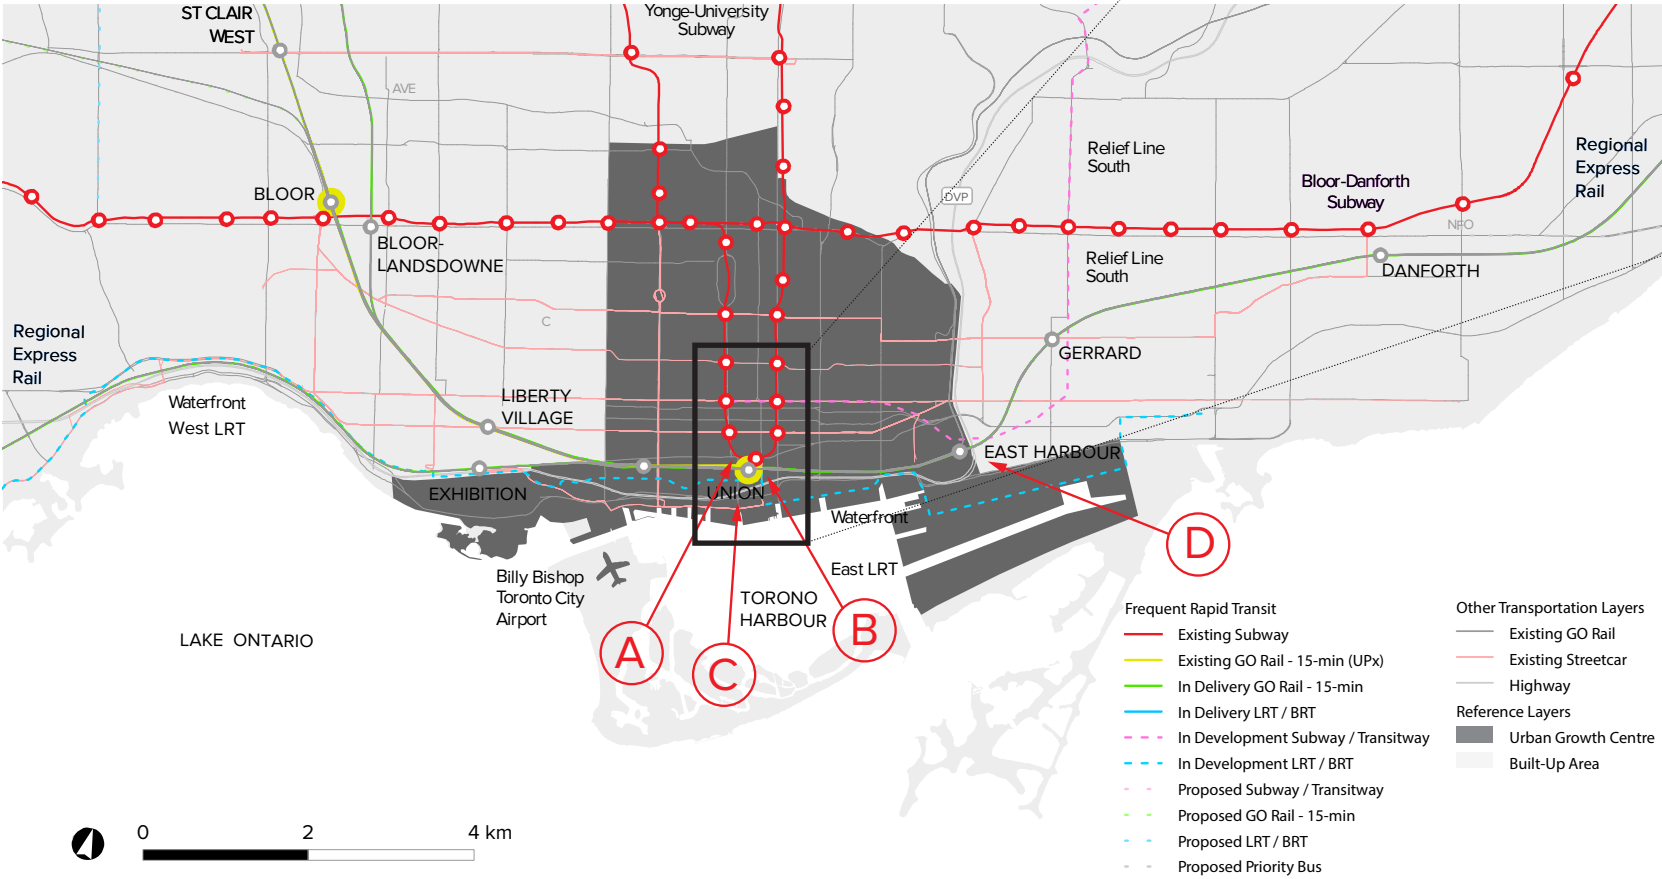 ST CLAIR
WEST
Yonge-University
Subway
AVE
Relief Line
South
Regional
Express
Rail
BLOOR
DVP
Bloor-Danforth
Subway
NFO
BLOOR-
LANDSDOWNE
Relief Line
South
DANFORTH
C
Regional
Express
Rail
GERRARD
Waterfront
West LRT
LIBERTY
VILLAGE
EAST HARBOUR
EXHIBITION
UNION
Waterfront
D
East LRT
Billy Bishop
Toronto City
Airport
TORONO
HARBOUR
B
A
C
LAKE ONTARIO
Frequent Rapid Transit
Existing Subway
Existing GO Rail - 15-min (UPx)
In Delivery GO Rail - 15-min
In Delivery LRT / BRT
In Development Subway / Transitway
In Development LRT / BRT
Proposed Subway / Transitway
Proposed GO Rail - 15-min
Proposed LRT / BRT
Proposed Priority Bus
Other Transportation Layers
Existing GO Rail
Existing Streetcar
Highway
Reference Layers
Urban Growth Centre
Built-Up Area
0 2 4 km